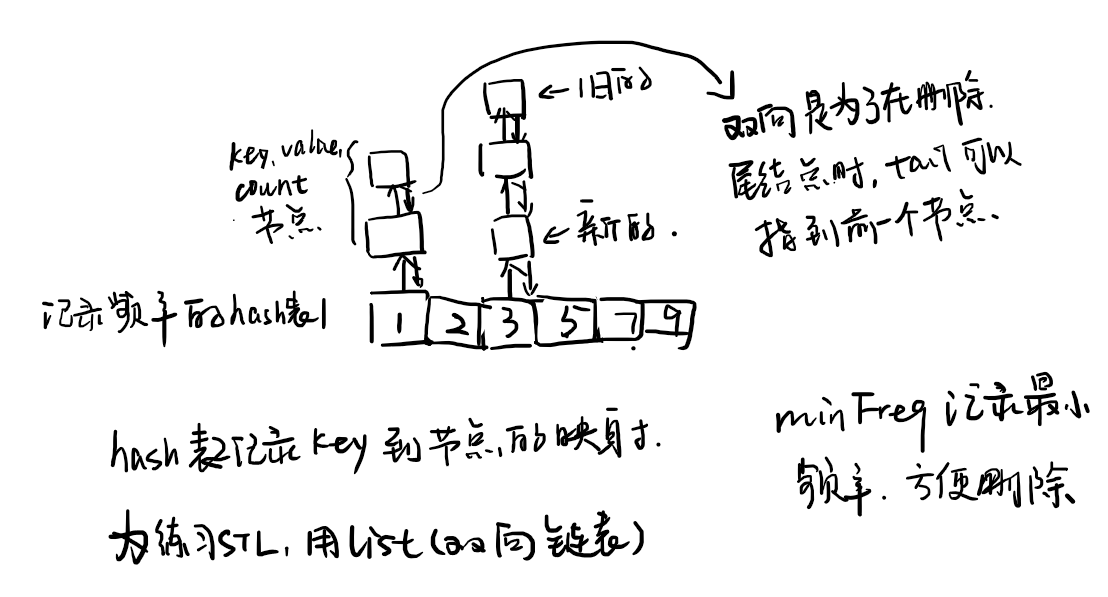 ←旧的
key, value,
count
节点.
←新的.
双向是为了在删除.
尾结点时, tail可以
指到前一个节点、
记录频率的hash表1
1 2 3 5 7 9
hash表2记录key到节点的映射.
为练习STL, 用list(双向链表)
minFreq记录最小
频率. 方便删除